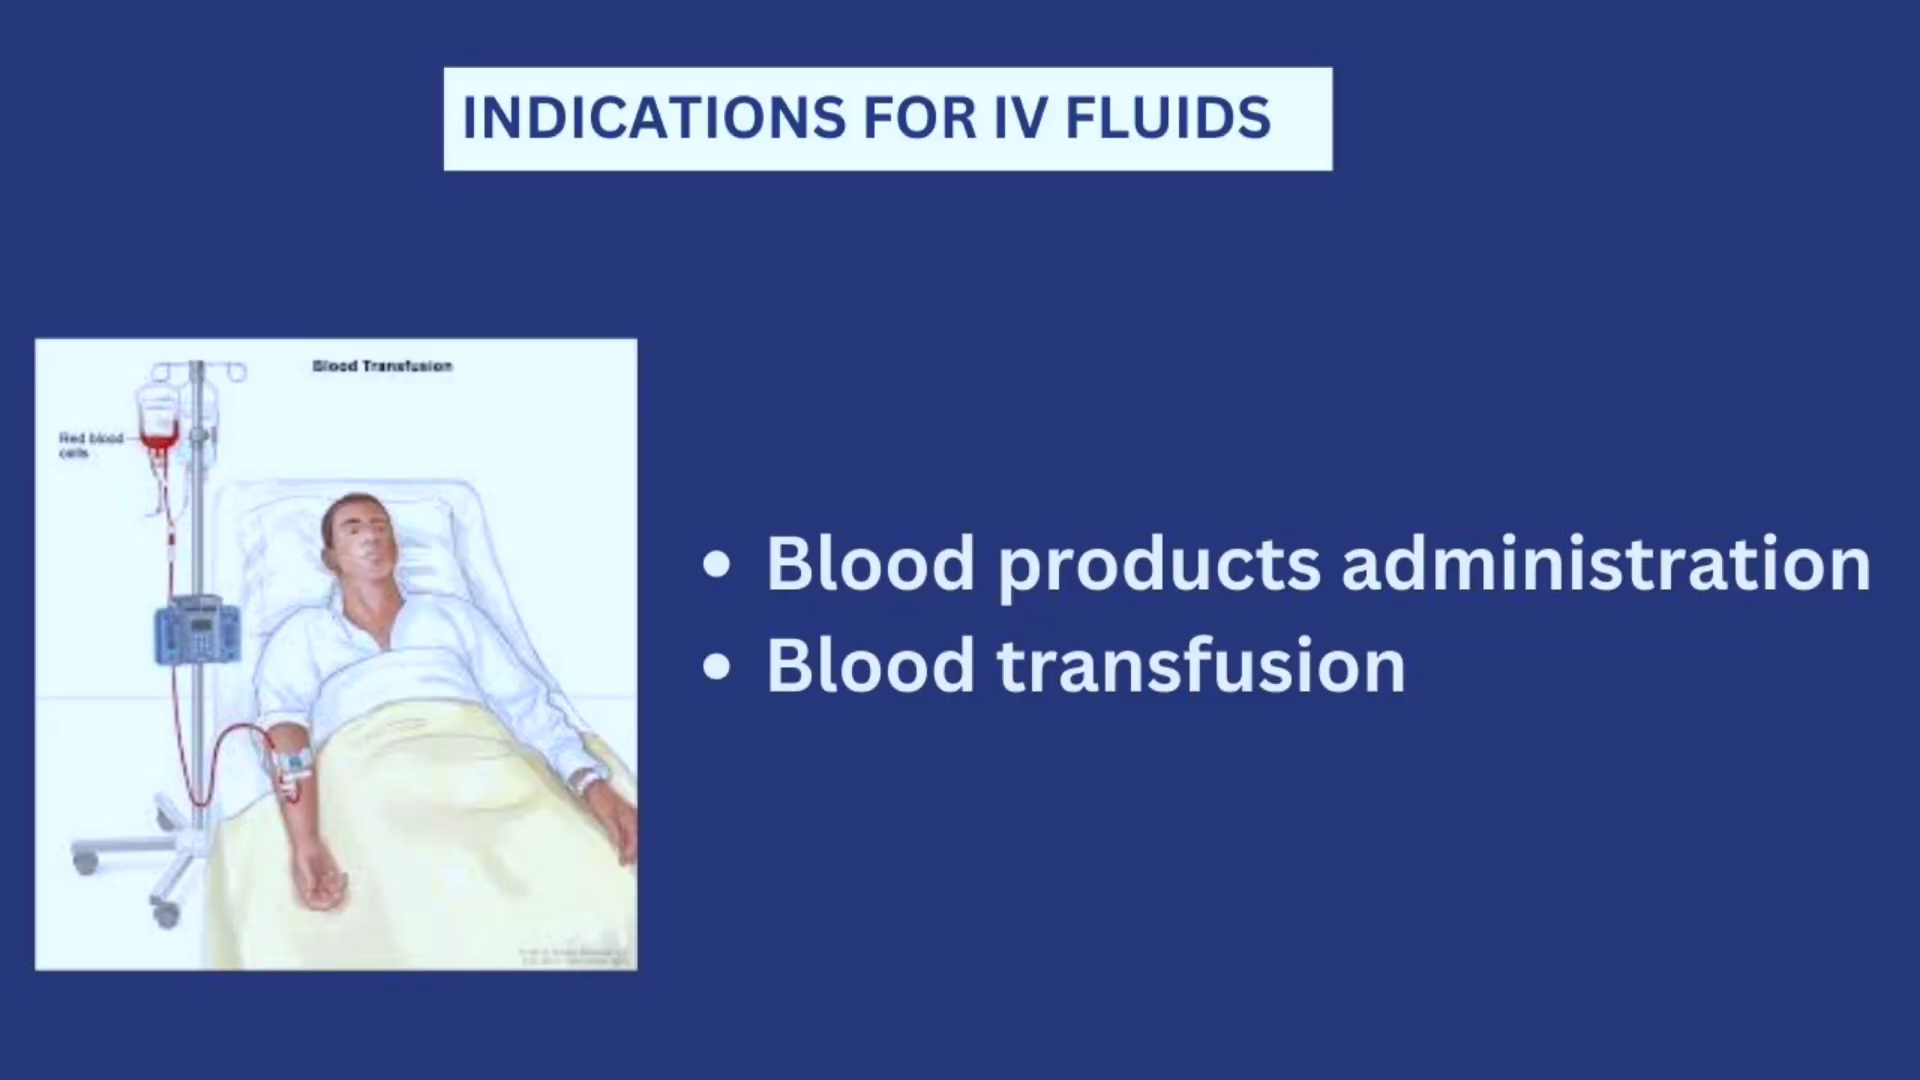 INDICATIONS FOR IV FLUIDS
Blood Transfusion
Red blood
cells
• Blood products administration
• Blood transfusion